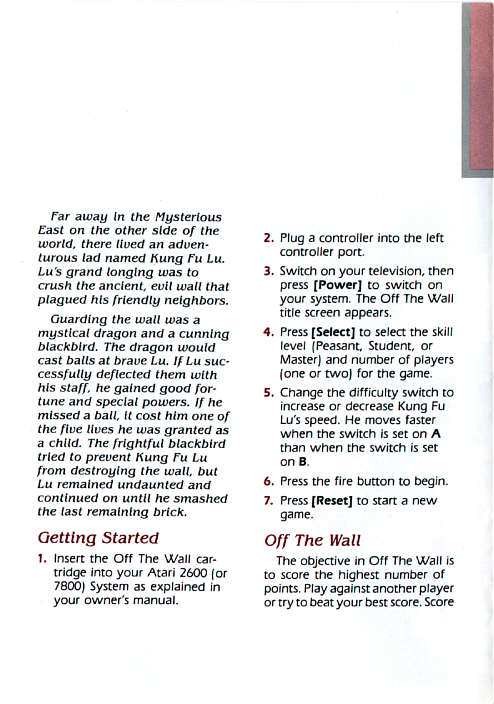 Far away in the Mysterious
East on the other side of the
world, there lived an adven-
turous lad named Kung Fu Lu.
Lu's grand longing was to
crush the ancient, evil wall that
plagued his friendly neighbors.
Guarding the wall was a
mystical dragon and a cunning
blackbird. The dragon would
cast balls at brave Lu. If Lu suc-
cessfully deflected them with
his staff, he gained good for-
tune and special powers. If he
missed a ball, it cost him one of
the five lives he was granted as
a child. The frightful blackbird
tried to prevent Kung Fu Lu
from destroying the wall, but
Lu remained undaunted and
continued on until he smashed
the last remaining brick.
Getting Started
1. Insert the Off The Wall car-
tridge into your Atari 2600 (or
7800) System as explained in
your owner's manual.
2. Plug a controller into the left
controller port.
3. Switch on your television, then
press [Power] to switch on
your system. The Off The Wall
title screen appears.
4. Press [Select] to select the skill
level (Peasant, Student, or
Master) and number of players
(one or two) for the game.
5. Change the difficulty switch to
increase or decrease Kung Fu
Lu's speed. He moves faster
when the switch is set on A
than when the switch is set
on B.
6. Press the fire button to begin.
7. Press [Reset] to start a new
game.
Off The Wall
The objective in Off The Wall is
to score the highest number of
points. Play against another player
or try to beat your best score. Score